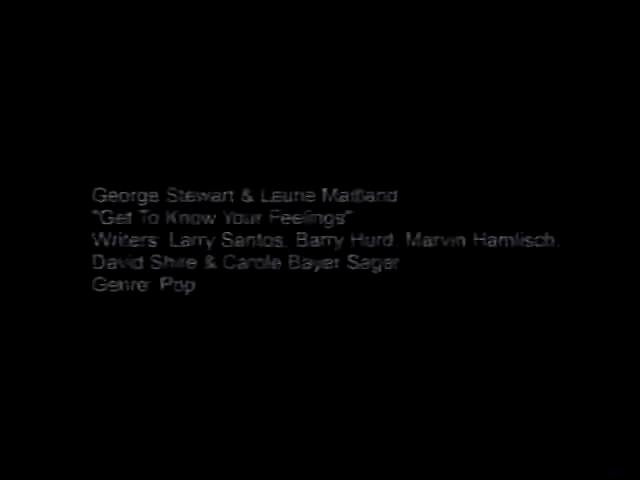 George Stewart & Laurie Maitland
"Get To Know Your Feelings"
Writers: Larry Santos, Barry Hurd, Marvin Hamlisch,
David Shire & Carole Bayer Sager
Genre: Pop